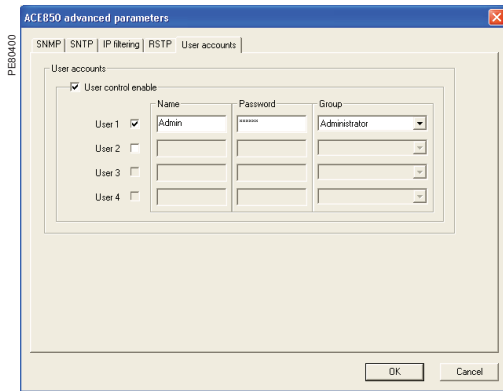 PE80400
ACE850 advanced parameters
SNMP SNTP IP filtering RSTP User accounts
User accounts
User control enable
Name Password Group
User 1 Admin ****** Administrator
User 2
User 3
User 4
OK Cancel